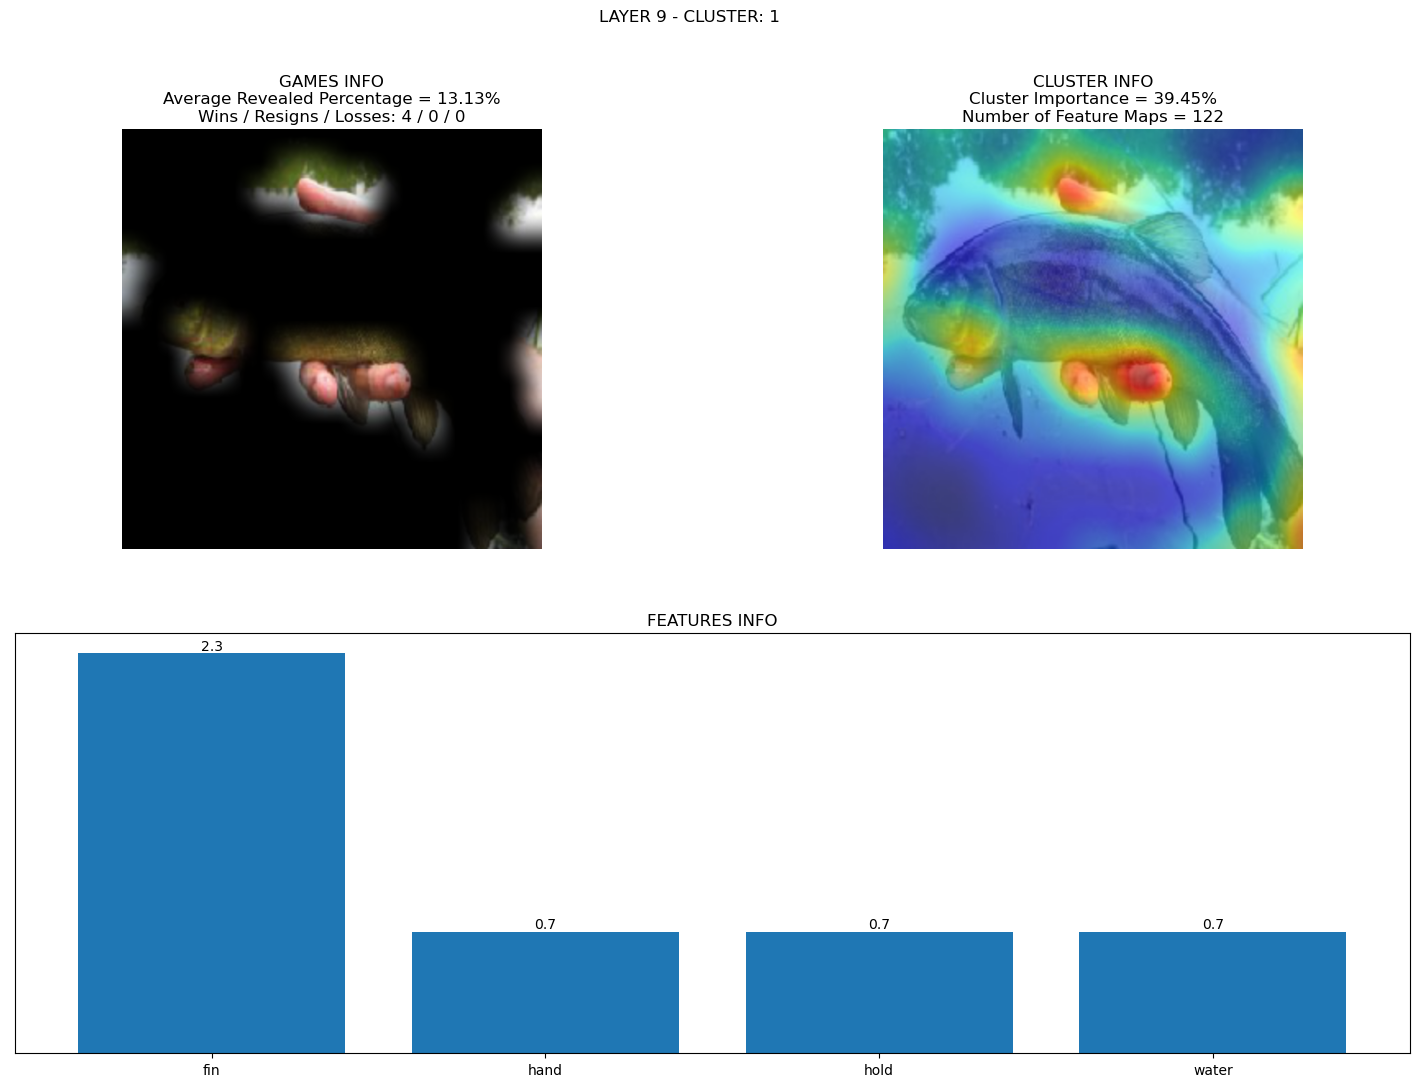 LAYER 9 - CLUSTER: 1
GAMES INFO
Average Revealed Percentage = 13.13%
Wins / Resigns / Losses: 4 / 0 / 0
CLUSTER INFO
Cluster Importance = 39.45%
Number of Feature Maps = 122
FEATURES INFO
2.3
0.7
0.7
0.7
fin
hand
hold
water